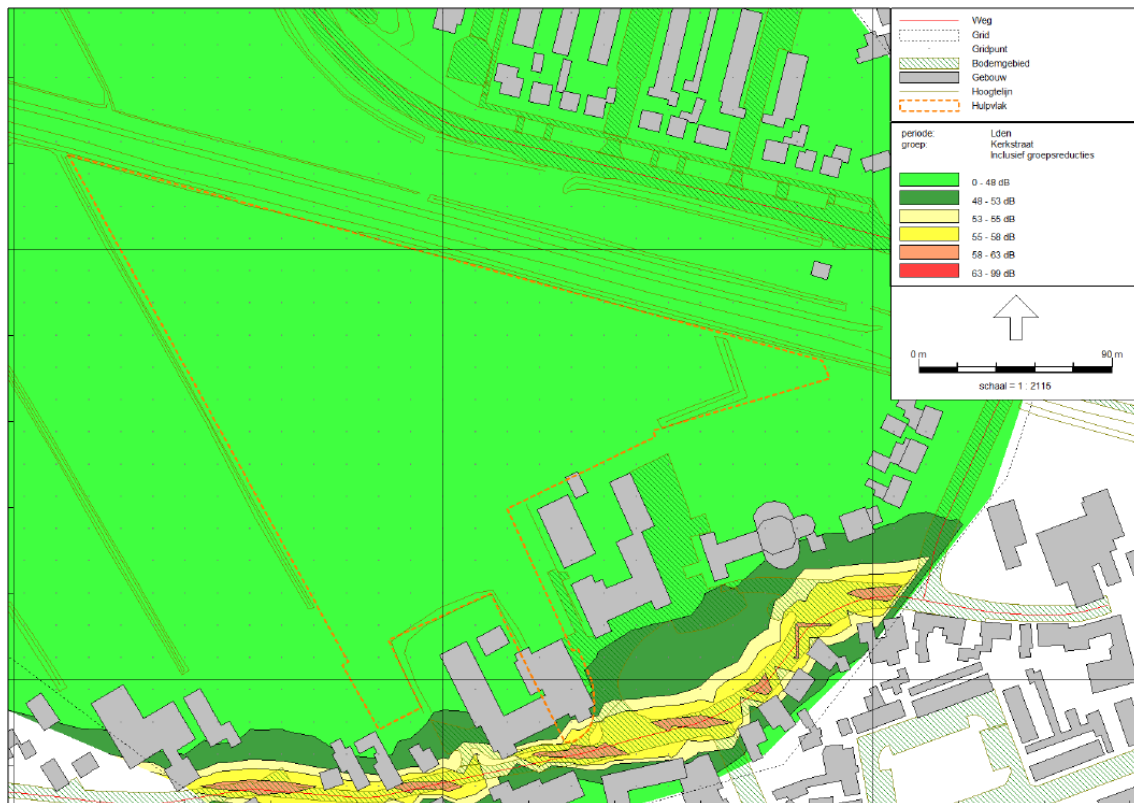 Weg
Grid
Gridpunt
Bodemgebied
Gebouw
Hoogtelijn
Hulpvlak
periode: Lden
groep: Kerkstraat
Inclusief groepsreducties
0 - 48 dB
48 - 53 dB
53 - 55 dB
55 - 58 dB
58 - 63 dB
63 - 99 dB
0 m 90 m
schaal = 1 : 2115